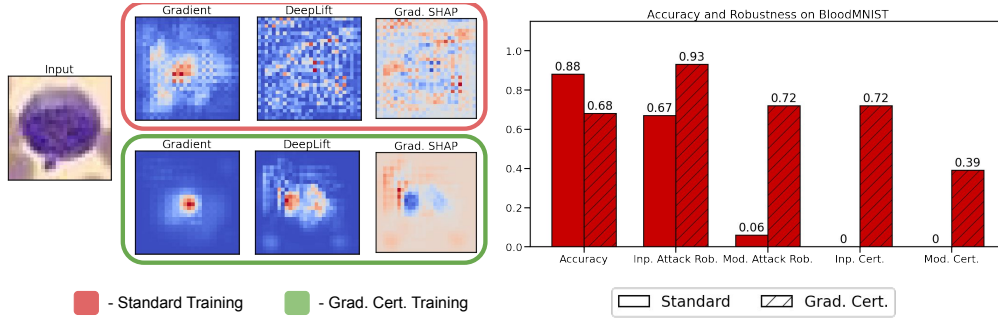 Input
Gradient
DeepLift
Grad. SHAP
Gradient
DeepLift
Grad. SHAP
- Standard Training
- Grad. Cert. Training
Accuracy and Robustness on BloodMNIST
1.0
0.8
0.6
0.4
0.2
0.0
0.88
0.68
0.67
0.93
0.06
0.72
0
0.72
0
0.39
Accuracy
Inp. Attack Rob.
Mod. Attack Rob.
Inp. Cert.
Mod. Cert.
Standard
Grad. Cert.